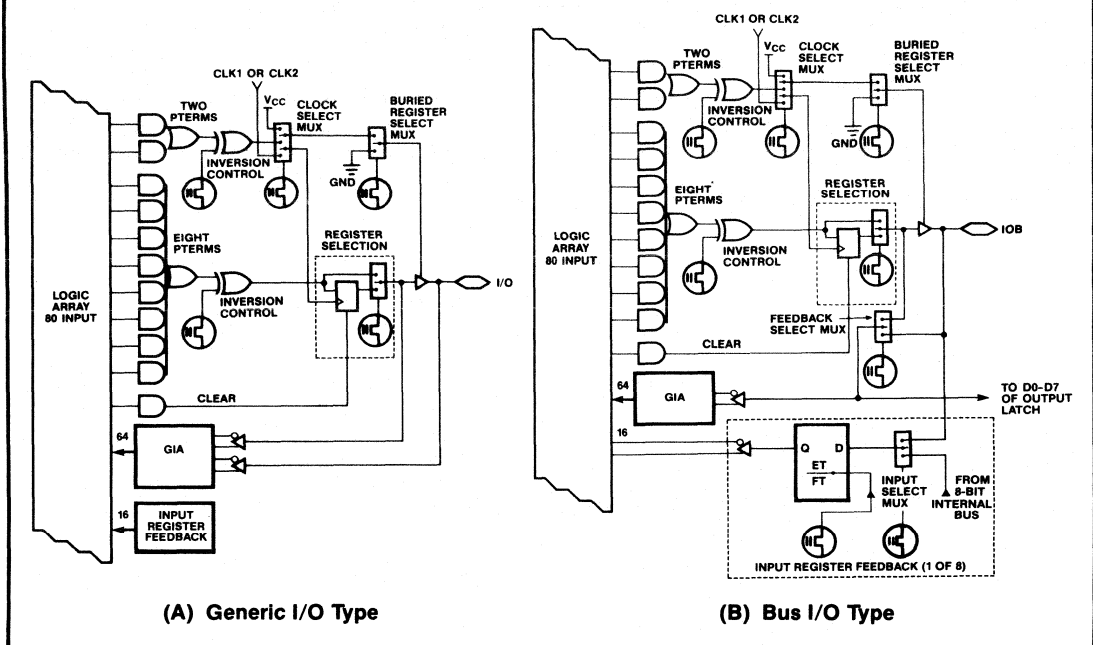 CLK1 OR CLK2
VCC
TWO
PTERMS
CLOCK
SELECT
MUX
BURIED
REGISTER
SELECT
MUX
INVERSION
CONTROL
GND
EIGHT
PTERMS
REGISTER
SELECTION
LOGIC
ARRAY
80 INPUT
INVERSION
CONTROL
I/O
CLEAR
64
GIA
16
INPUT
REGISTER
FEEDBACK
(A) Generic I/O Type
CLK1 OR CLK2
VCC
TWO
PTERMS
CLOCK
SELECT
MUX
BURIED
REGISTER
SELECT
MUX
INVERSION
CONTROL
GND
EIGHT
PTERMS
REGISTER
SELECTION
LOGIC
ARRAY
80 INPUT
INVERSION
CONTROL
IOB
FEEDBACK
SELECT MUX
CLEAR
64
GIA
TO D0-D7
OF OUTPUT
LATCH
16
Q D
ET
FT
INPUT
SELECT
MUX
FROM
8-BIT
INTERNAL
BUS
INPUT REGISTER FEEDBACK (1 OF 8)
(B) Bus I/O Type